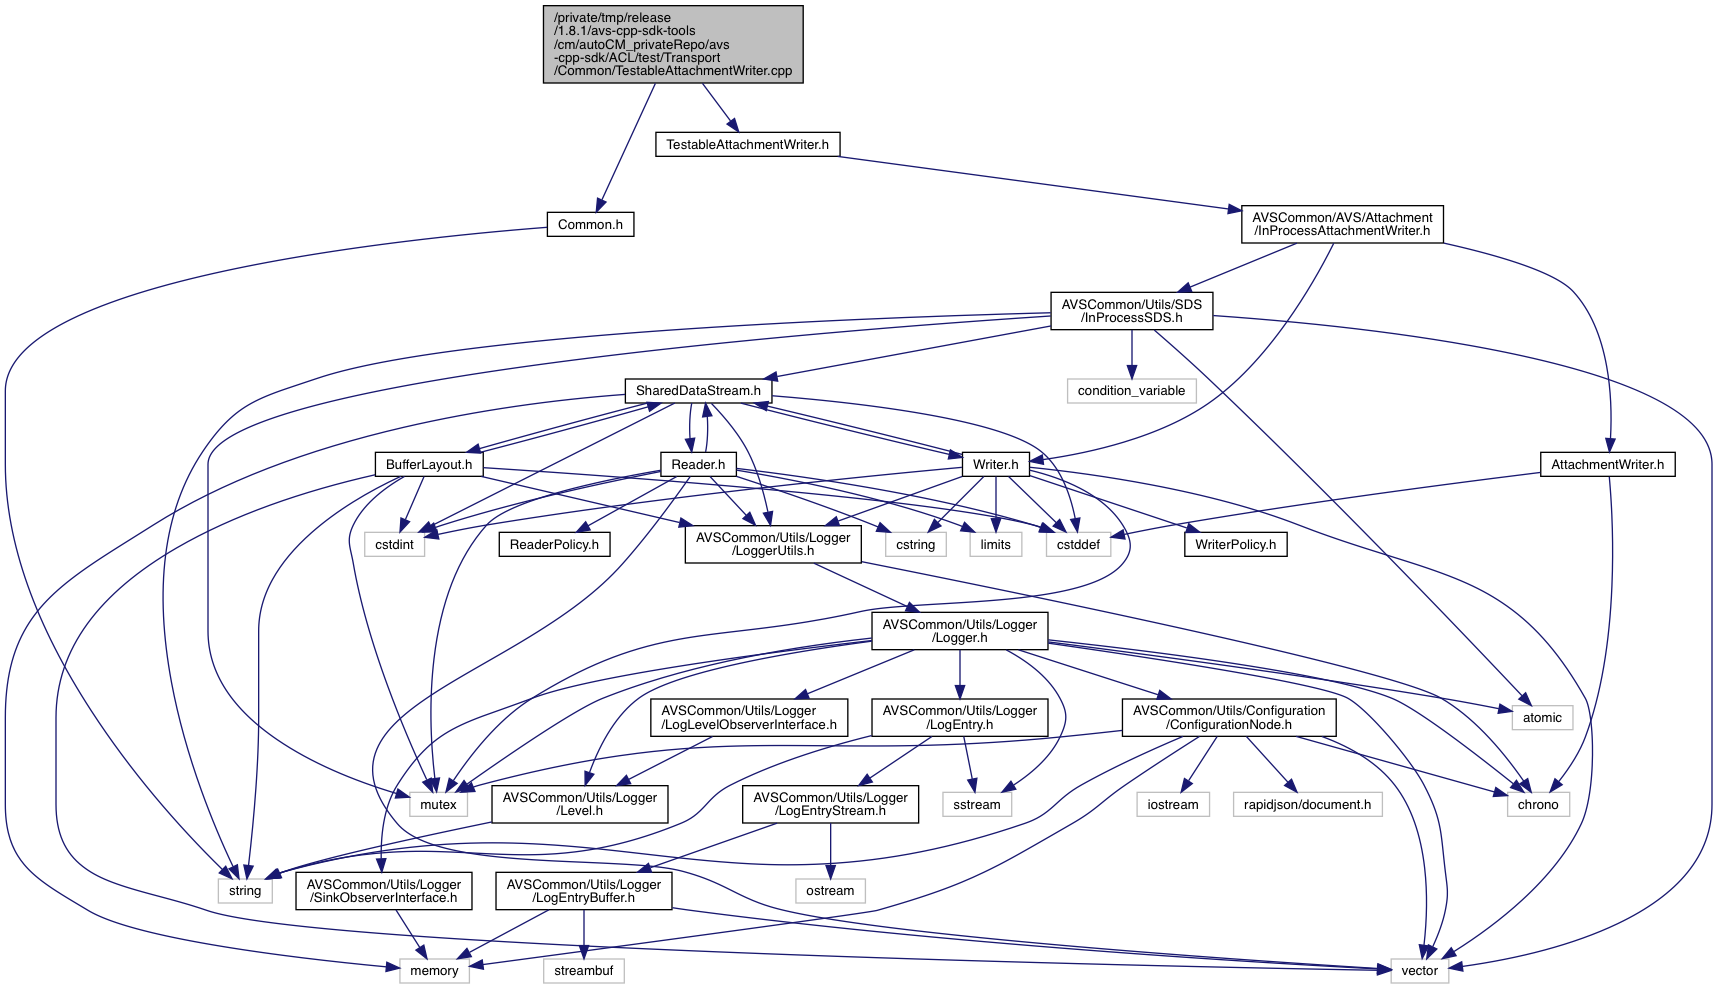 /private/tmp/release
/1.8.1/avs-cpp-sdk-tools
/cm/autoCM_privateRepo/avs
-cpp-sdk/ACL/test/Transport
/Common/TestableAttachmentWriter.cpp
TestableAttachmentWriter.h
Common.h
AVSCommon/AVS/Attachment
/InProcessAttachmentWriter.h
AVSCommon/Utils/SDS
/InProcessSDS.h
SharedDataStream.h
condition_variable
BufferLayout.h
Reader.h
Writer.h
AttachmentWriter.h
cstdint
ReaderPolicy.h
AVSCommon/Utils/Logger
/LoggerUtils.h
cstring
limits
cstddef
WriterPolicy.h
AVSCommon/Utils/Logger
/Logger.h
AVSCommon/Utils/Logger
/LogLevelObserverInterface.h
AVSCommon/Utils/Logger
/LogEntry.h
AVSCommon/Utils/Configuration
/ConfigurationNode.h
atomic
mutex
AVSCommon/Utils/Logger
/Level.h
AVSCommon/Utils/Logger
/LogEntryStream.h
sstream
iostream
rapidjson/document.h
chrono
string
AVSCommon/Utils/Logger
/SinkObserverInterface.h
AVSCommon/Utils/Logger
/LogEntryBuffer.h
ostream
memory
streambuf
vector